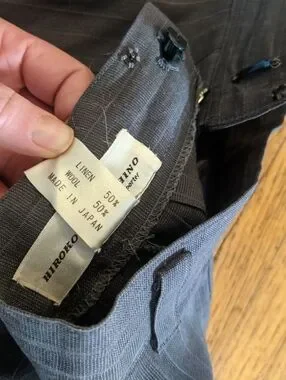 LINEN 50%
WOOL 50%
MADE IN JAPAN
HIROKO